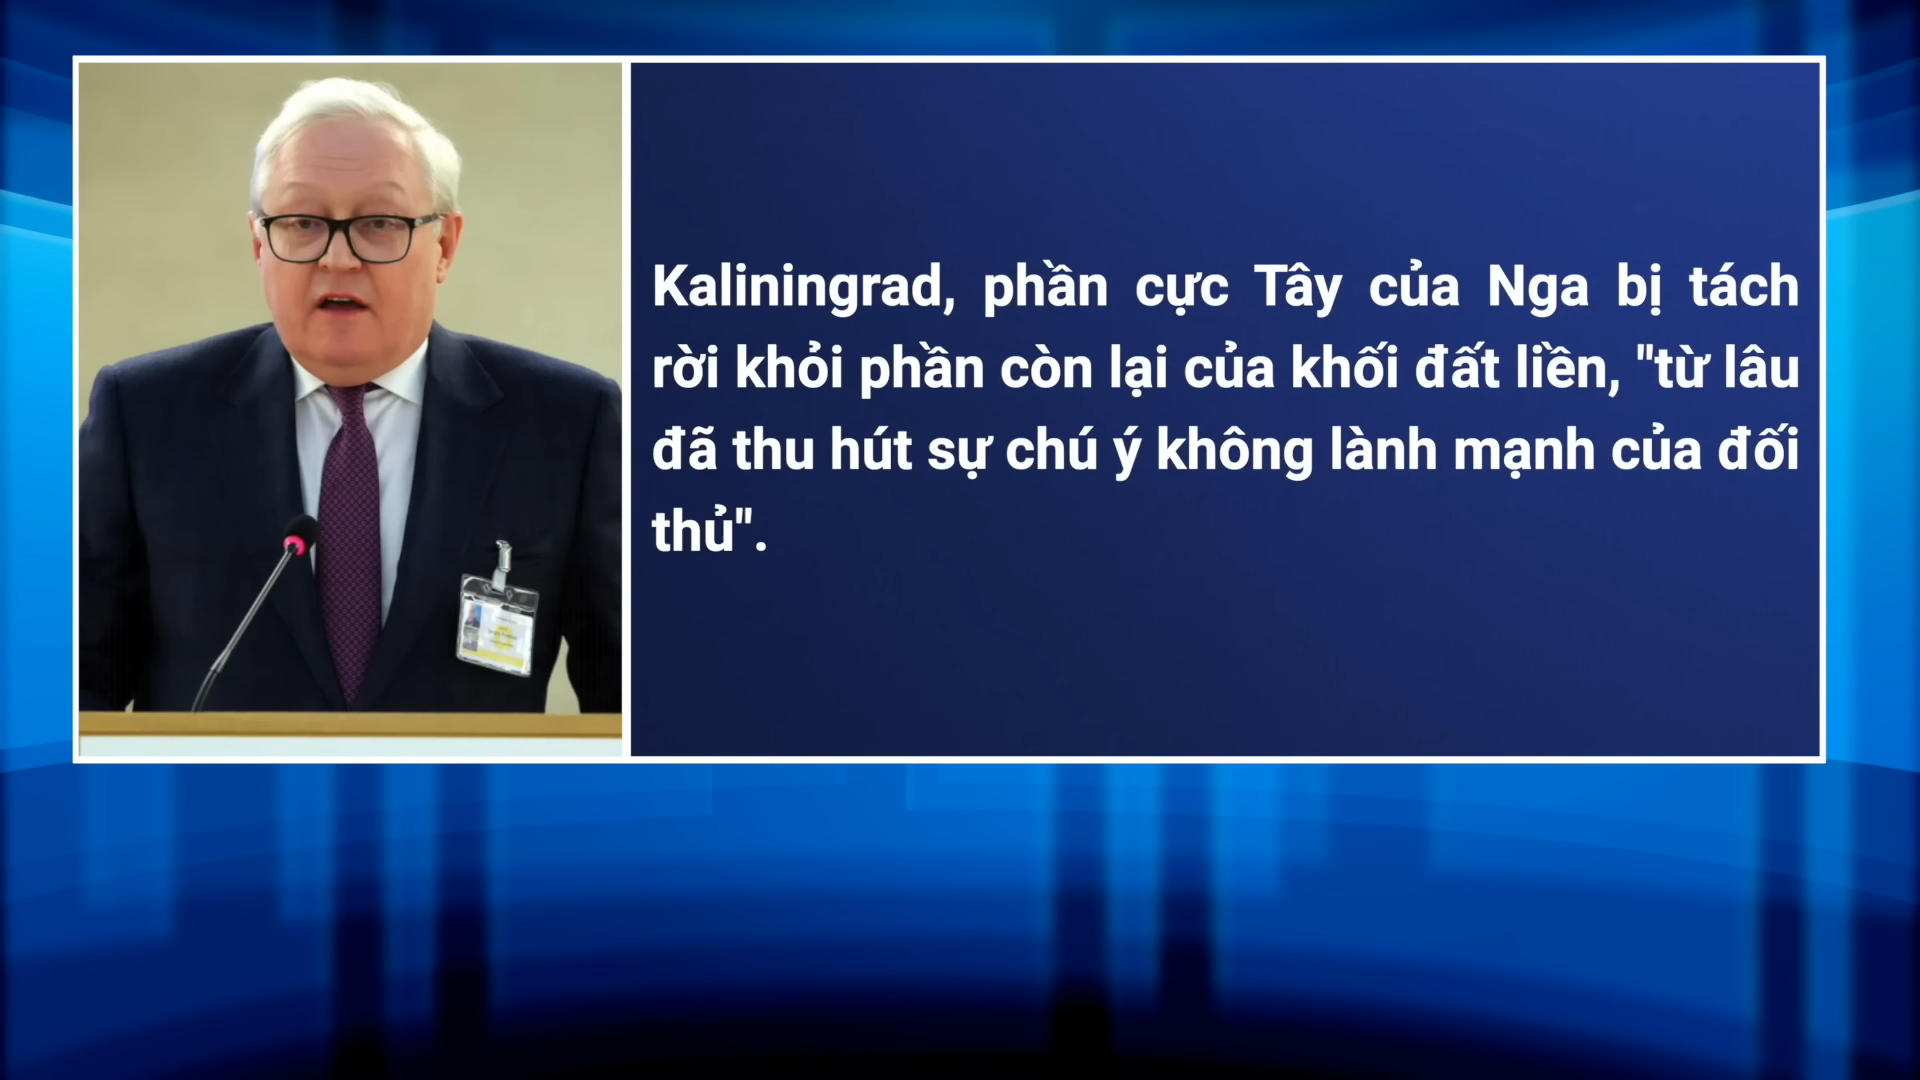 Kaliningrad, phần cực Tây của Nga bị tách
rời khỏi phần còn lại của khối đất liền, "từ lâu
đã thu hút sự chú ý không lành mạnh của đối
thủ".